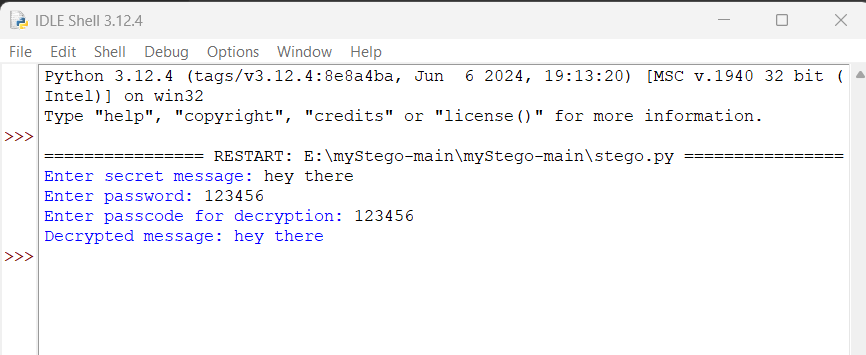 IDLE Shell 3.12.4
File Edit Shell Debug Options Window Help
Python 3.12.4 (tags/v3.12.4:8e8a4ba, Jun  6 2024, 19:13:20) [MSC v.1940 32 bit (
Intel)] on win32
Type "help", "copyright", "credits" or "license()" for more information.
>>>
================ RESTART: E:\myStego-main\myStego-main\stego.py ================
Enter secret message: hey there
Enter password: 123456
Enter passcode for decryption: 123456
Decrypted message: hey there
>>>